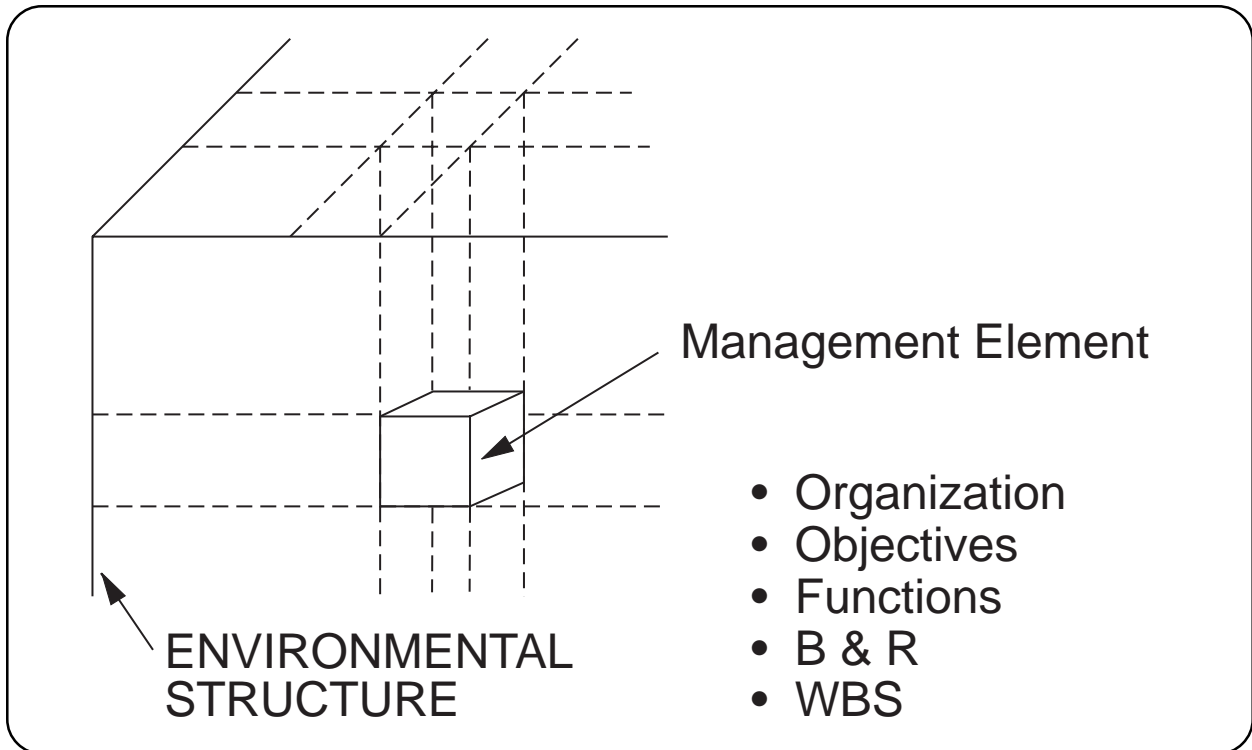 Management Element
• Organization
• Objectives
• Functions
• B & R
• WBS
ENVIRONMENTAL
STRUCTURE